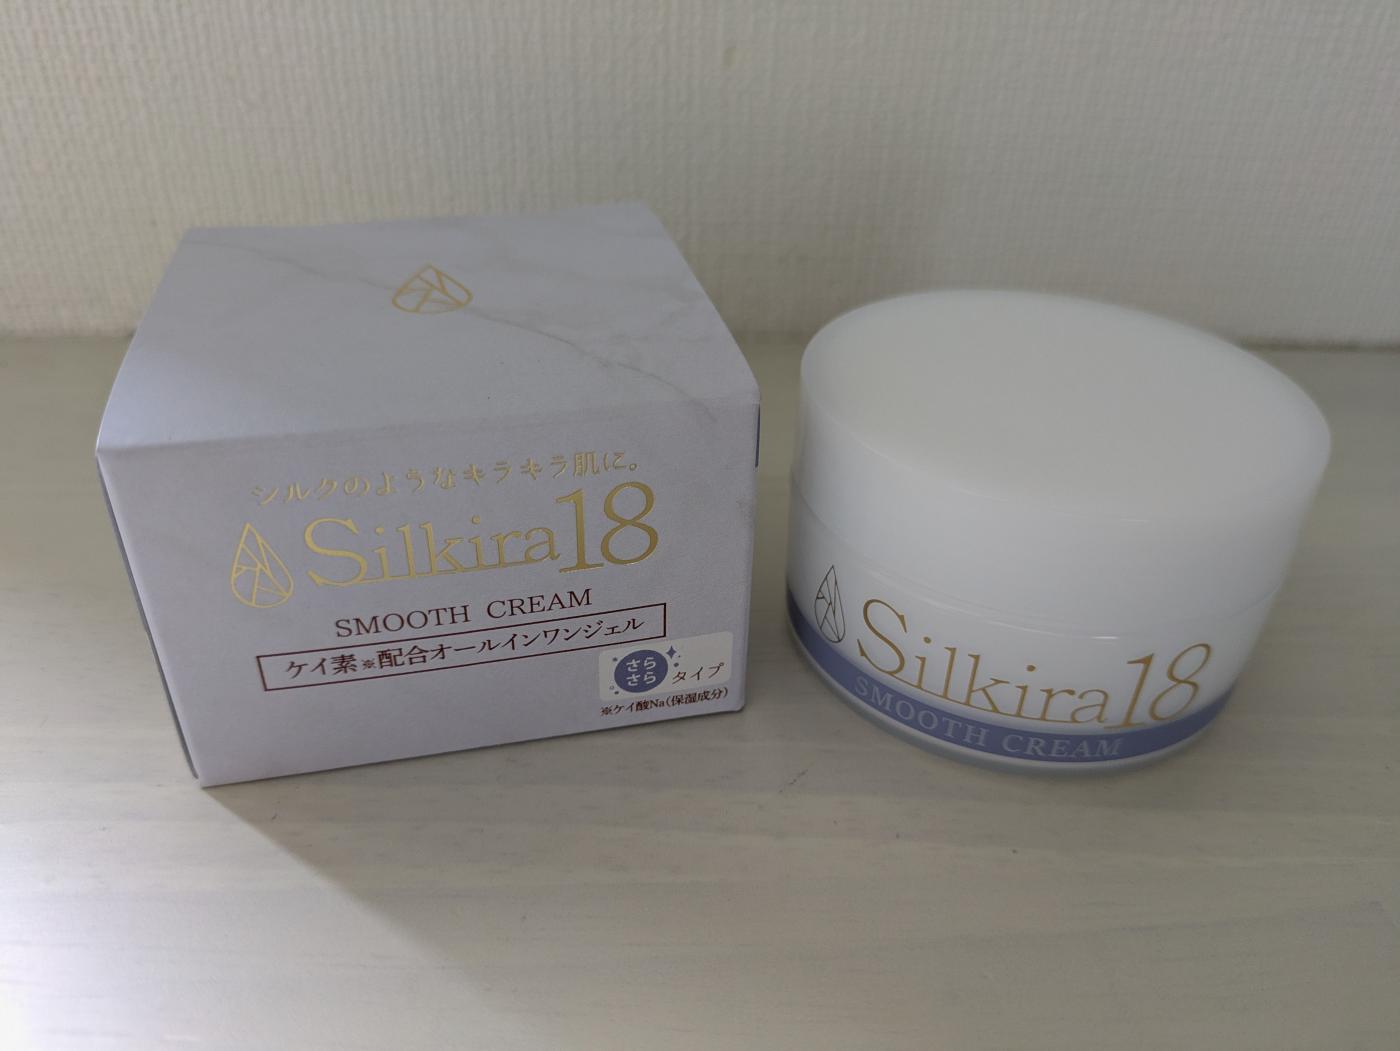 シルクのようなキラキラ肌に。
Silkira18
SMOOTH CREAM
ケイ素※配合オールインワンジェル
さら
さら
タイプ
※ケイ酸Na(保湿成分)
Silkira18
SMOOTH CREAM